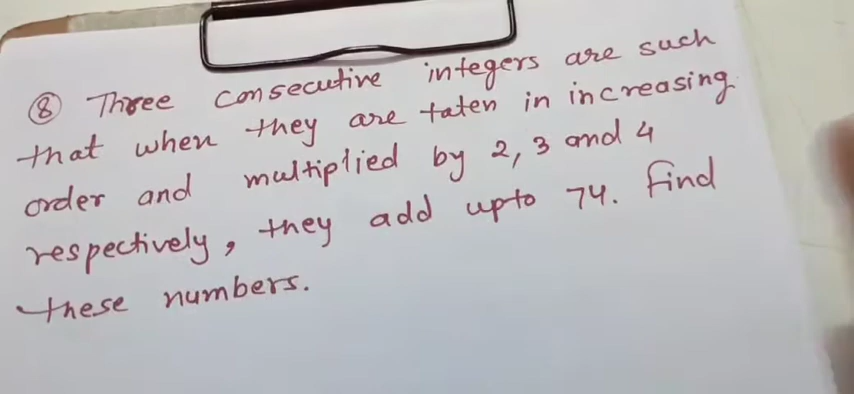 ⑧ Three consecutive integers are such
that when they are taten in increasing
order and multiplied by 2, 3 and 4
respectively, they add upto 74. Find
these numbers.